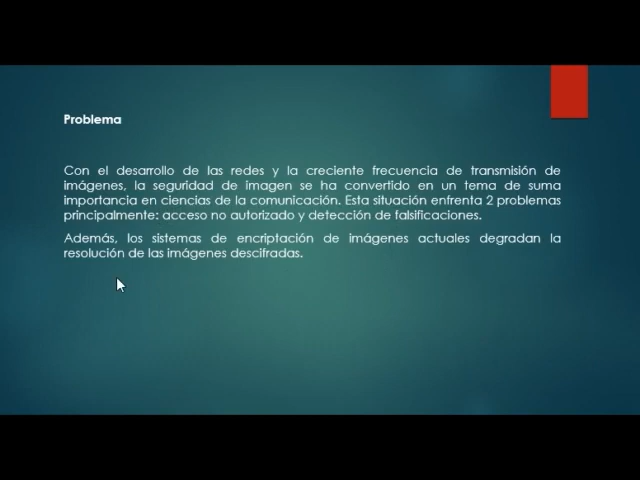 Problema
Con el desarrollo de las redes y la creciente frecuencia de transmisión de
imágenes, la seguridad de imagen se ha convertido en un tema de suma
importancia en ciencias de la comunicación. Esta situación enfrenta 2 problemas
principalmente: acceso no autorizado y detección de falsificaciones.
Además, los sistemas de encriptación de imágenes actuales degradan la
resolución de las imágenes descifradas.